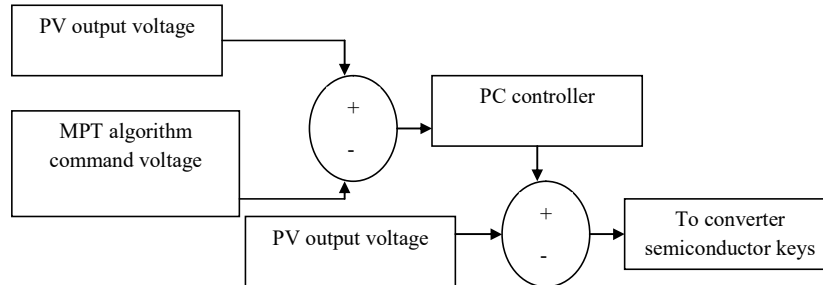 PV output voltage
+
-
MPT algorithm
command voltage
PC controller
PV output voltage
+
-
To converter
semiconductor keys